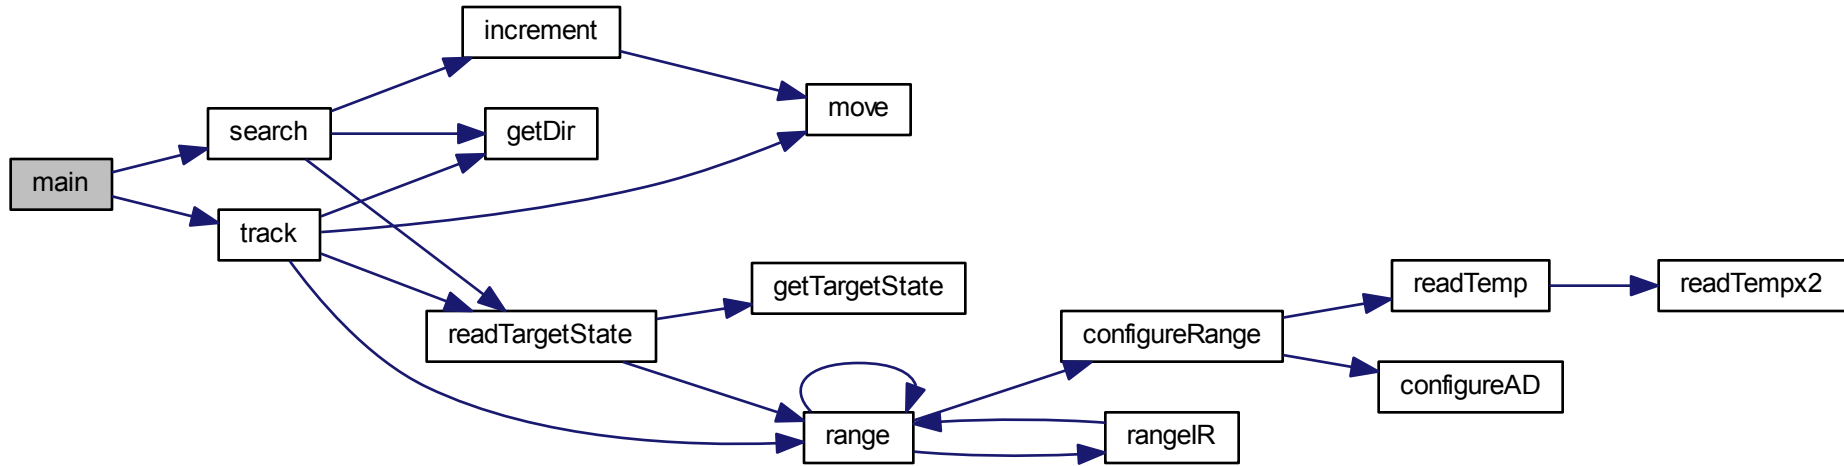 increment
move
search
getDir
main
track
getTargetState
readTemp
readTempx2
readTargetState
configureRange
configureAD
range
rangeIR